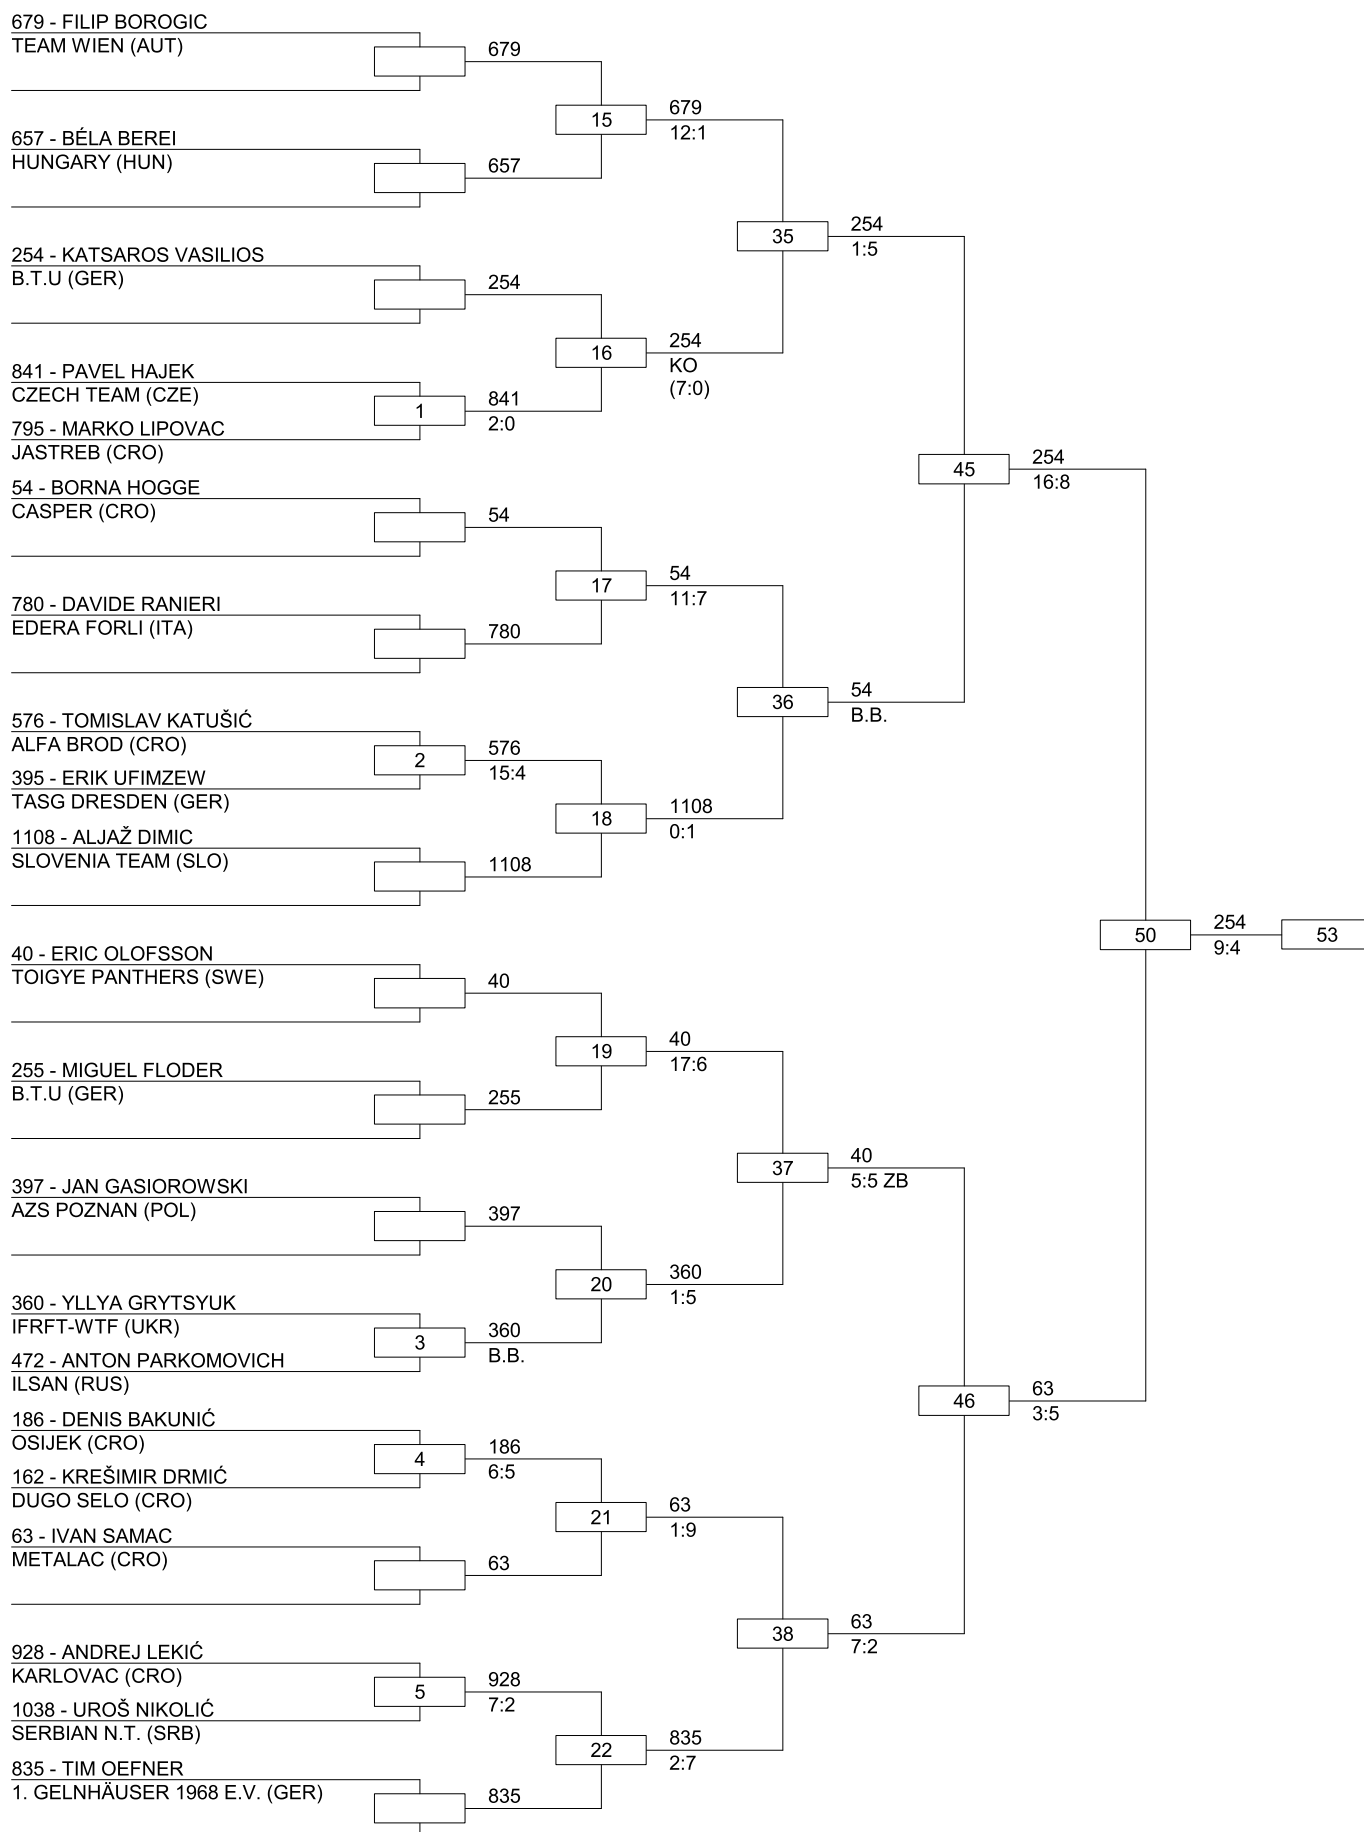 679 - FILIP BOROGIC
TEAM WIEN (AUT)
679
15
679
12:1
657 - BÉLA BEREI
HUNGARY (HUN)
657
35
254
1:5
254 - KATSAROS VASILIOS
B.T.U (GER)
254
16
254
KO
(7:0)
841 - PAVEL HAJEK
CZECH TEAM (CZE)
1
841
2:0
795 - MARKO LIPOVAC
JASTREB (CRO)
45
254
16:8
54 - BORNA HOGGE
CASPER (CRO)
54
17
54
11:7
780 - DAVIDE RANIERI
EDERA FORLI (ITA)
780
36
54
B.B.
576 - TOMISLAV KATUŠIĆ
ALFA BROD (CRO)
2
576
15:4
395 - ERIK UFIMZEW
TASG DRESDEN (GER)
18
1108
0:1
1108 - ALJAŽ DIMIC
SLOVENIA TEAM (SLO)
1108
50
254
9:4
53
40 - ERIC OLOFSSON
TOIGYE PANTHERS (SWE)
40
19
40
17:6
255 - MIGUEL FLODER
B.T.U (GER)
255
37
40
5:5 ZB
397 - JAN GASIOROWSKI
AZS POZNAN (POL)
397
20
360
1:5
360 - YLLYA GRYTSYUK
IFRFT-WTF (UKR)
3
360
B.B.
472 - ANTON PARKOMOVICH
ILSAN (RUS)
46
63
3:5
186 - DENIS BAKUNIĆ
OSIJEK (CRO)
4
186
6:5
162 - KREŠIMIR DRMIĆ
DUGO SELO (CRO)
21
63
1:9
63 - IVAN SAMAC
METALAC (CRO)
63
38
63
7:2
928 - ANDREJ LEKIĆ
KARLOVAC (CRO)
5
928
7:2
1038 - UROŠ NIKOLIĆ
SERBIAN N.T. (SRB)
22
835
2:7
835 - TIM OEFNER
1. GELNHÄUSER 1968 E.V. (GER)
835